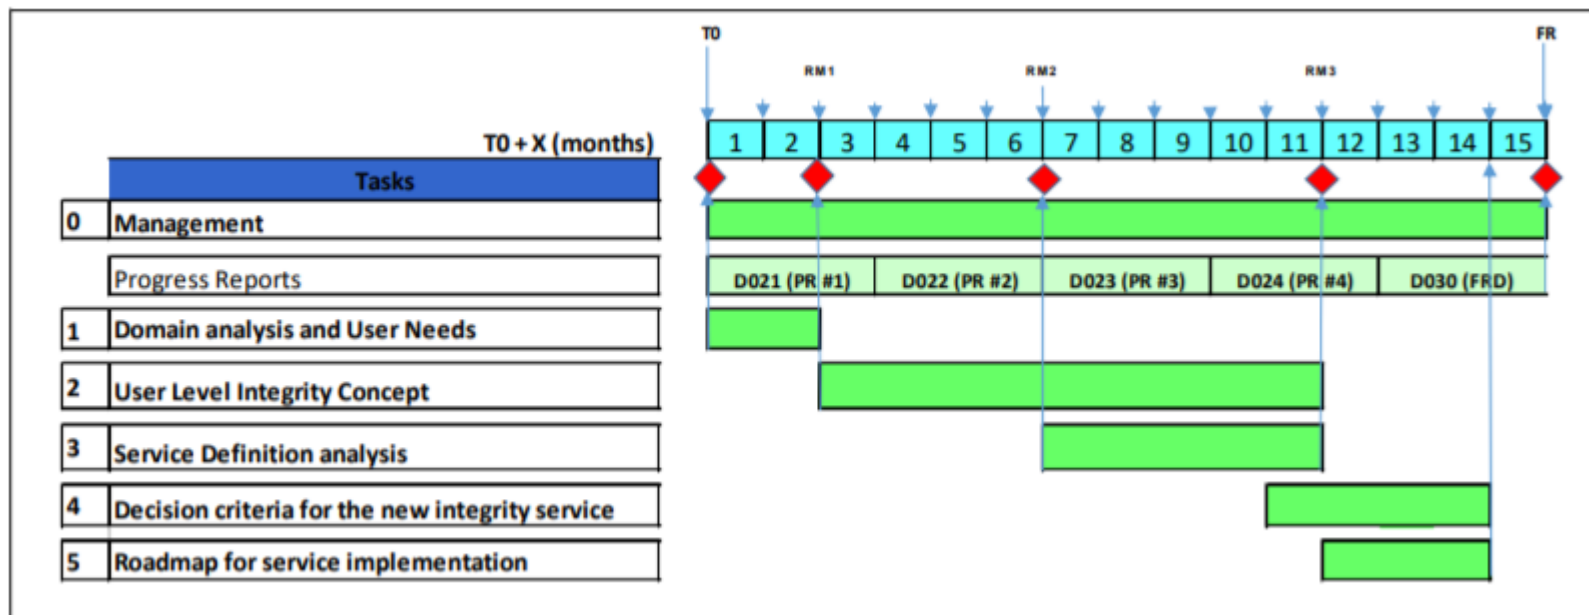 T0 FR
RM1 RM2 RM3
T0 + X (months) 1 2 3 4 5 6 7 8 9 10 11 12 13 14 15
Tasks
0 Management
Progress Reports D021 (PR #1) D022 (PR #2) D023 (PR #3) D024 (PR #4) D030 (FRD)
1 Domain analysis and User Needs
2 User Level Integrity Concept
3 Service Definition analysis
4 Decision criteria for the new integrity service
5 Roadmap for service implementation